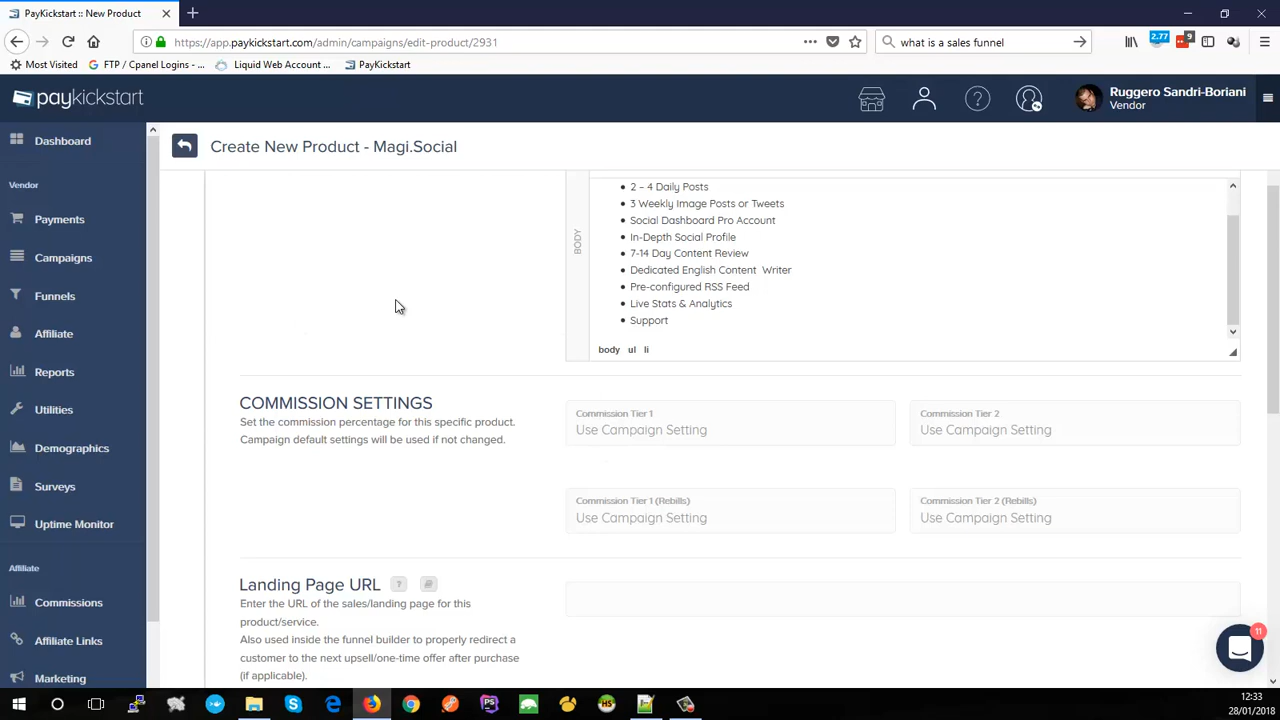 PayKickstart :: New Product
https://app.paykickstart.com/admin/campaigns/edit-product/2931
what is a sales funnel
2.77
9
Most Visited
FTP / Cpanel Logins - ...
Liquid Web Account ...
PayKickstart
paykickstart
Ruggero Sandri-Boriani
Vendor
Dashboard
Vendor
Payments
Campaigns
Funnels
Affiliate
Reports
Utilities
Demographics
Surveys
Uptime Monitor
Affiliate
Commissions
Affiliate Links
Marketing
Create New Product - Magi.Social
BODY
2 – 4 Daily Posts
3 Weekly Image Posts or Tweets
Social Dashboard Pro Account
In-Depth Social Profile
7-14 Day Content Review
Dedicated English Content Writer
Pre-configured RSS Feed
Live Stats & Analytics
Support
body ul li
COMMISSION SETTINGS
Set the commission percentage for this specific product.
Campaign default settings will be used if not changed.
Commission Tier 1
Use Campaign Setting
Commission Tier 2
Use Campaign Setting
Commission Tier 1 (Rebills)
Use Campaign Setting
Commission Tier 2 (Rebills)
Use Campaign Setting
Landing Page URL ?
Enter the URL of the sales/landing page for this
product/service.
Also used inside the funnel builder to properly redirect a
customer to the next upsell/one-time offer after purchase
(if applicable).
11
PS
HS
12:33
28/01/2018